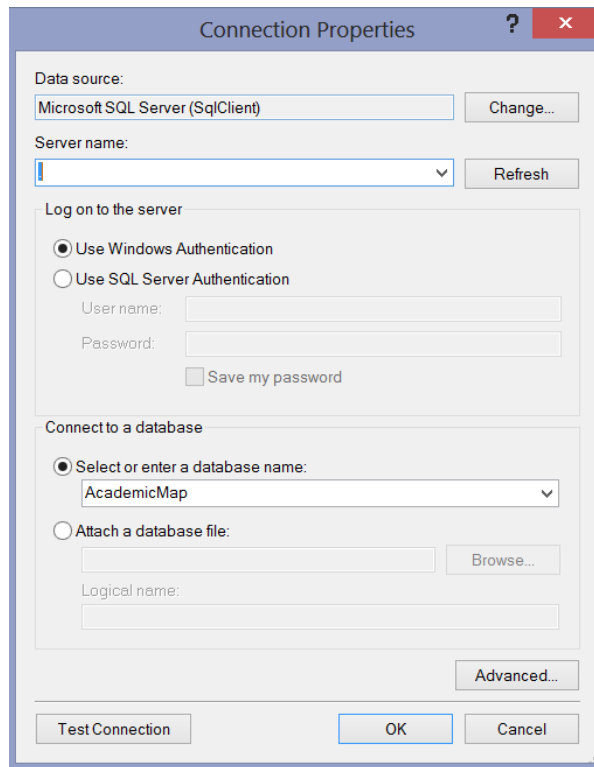 Connection Properties
?
Data source:
Microsoft SQL Server (SqlClient)
Change...
Server name:
.
Refresh
Log on to the server
Use Windows Authentication
Use SQL Server Authentication
User name:
Password:
Save my password
Connect to a database
Select or enter a database name:
AcademicMap
Attach a database file:
Browse...
Logical name:
Advanced...
Test Connection
OK
Cancel